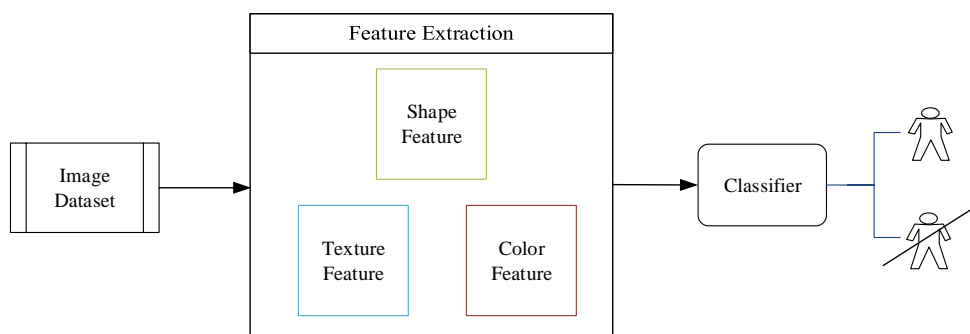 Feature Extraction
Shape
Feature
Image
Dataset
Texture
Feature
Color
Feature
Classifier